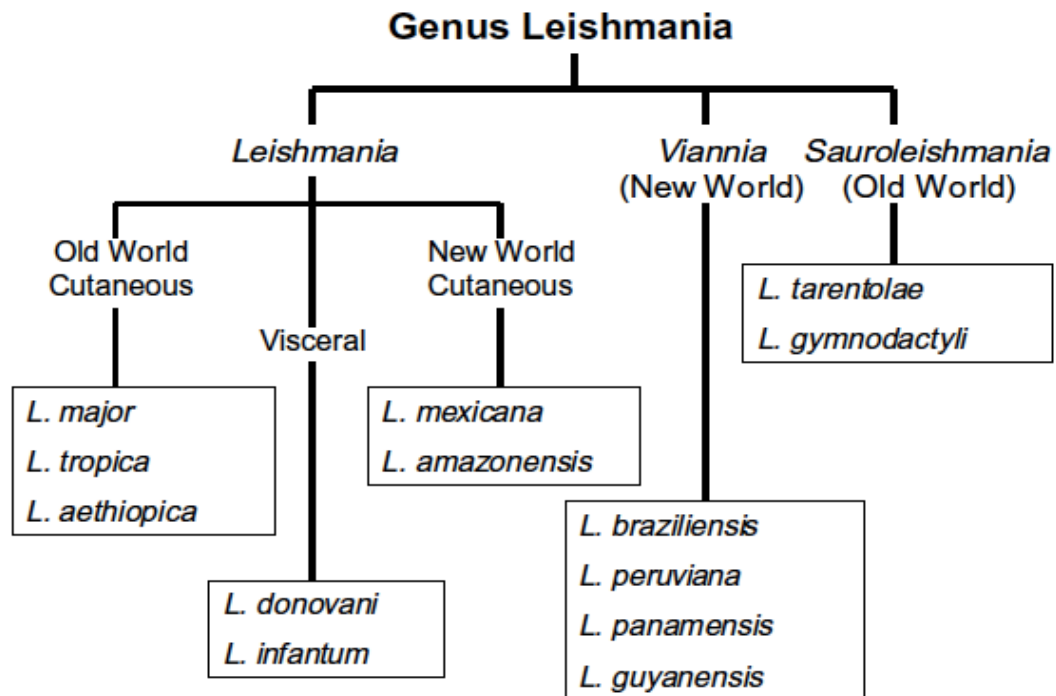 Genus Leishmania
Leishmania
Viannia
(New World)
Sauroleishmania
(Old World)
Old World
Cutaneous
Visceral
New World
Cutaneous
L. major
L. tropica
L. aethiopica
L. donovani
L. infantum
L. mexicana
L. amazonensis
L. braziliensis
L. peruviana
L. panamensis
L. guyanensis
L. tarentolae
L. gymnodactyli